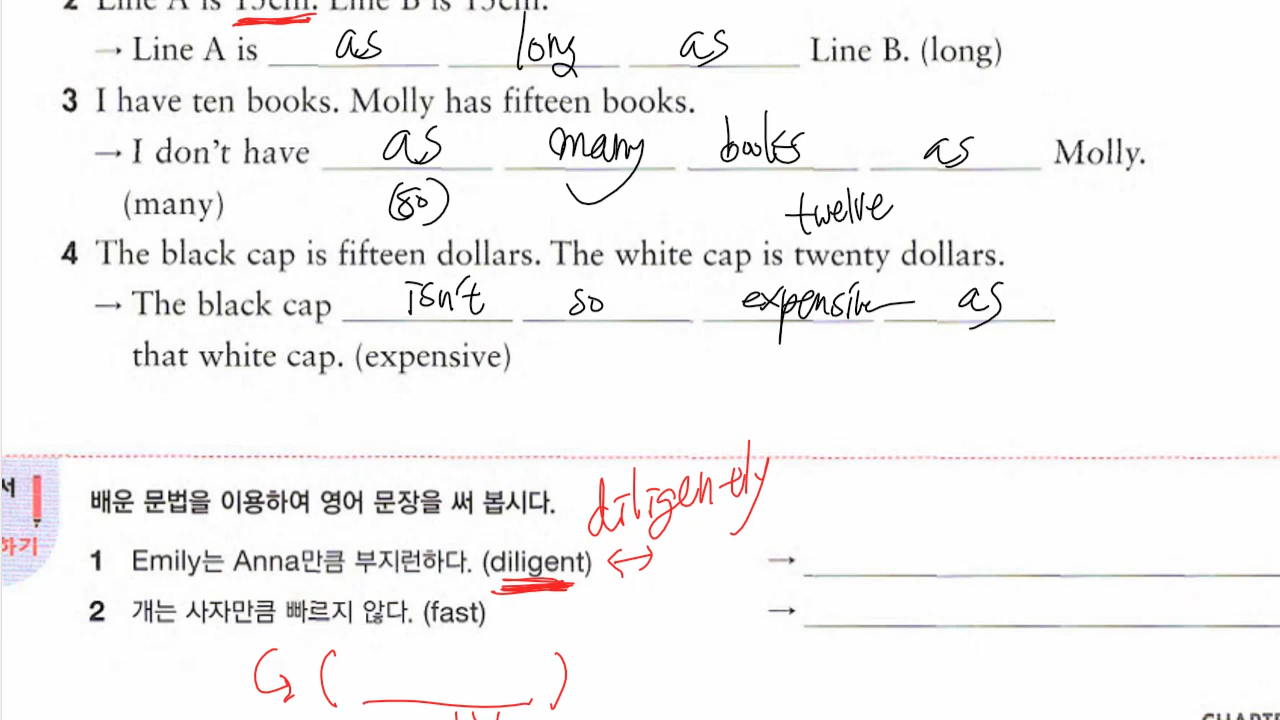 2 Line A is 15cm. Line B is 15cm.
→ Line A is as long as Line B. (long)
3 I have ten books. Molly has fifteen books.
→ I don't have as many books as Molly.
(many) (so) twelve
4 The black cap is fifteen dollars. The white cap is twenty dollars.
→ The black cap isn't so expensive as
that white cap. (expensive)
diligently
배운 문법을 이용하여 영어 문장을 써 봅시다.
하기
1 Emily는 Anna만큼 부지런하다. (diligent) ↔ →
2 개는 사자만큼 빠르지 않다. (fast) →
( )